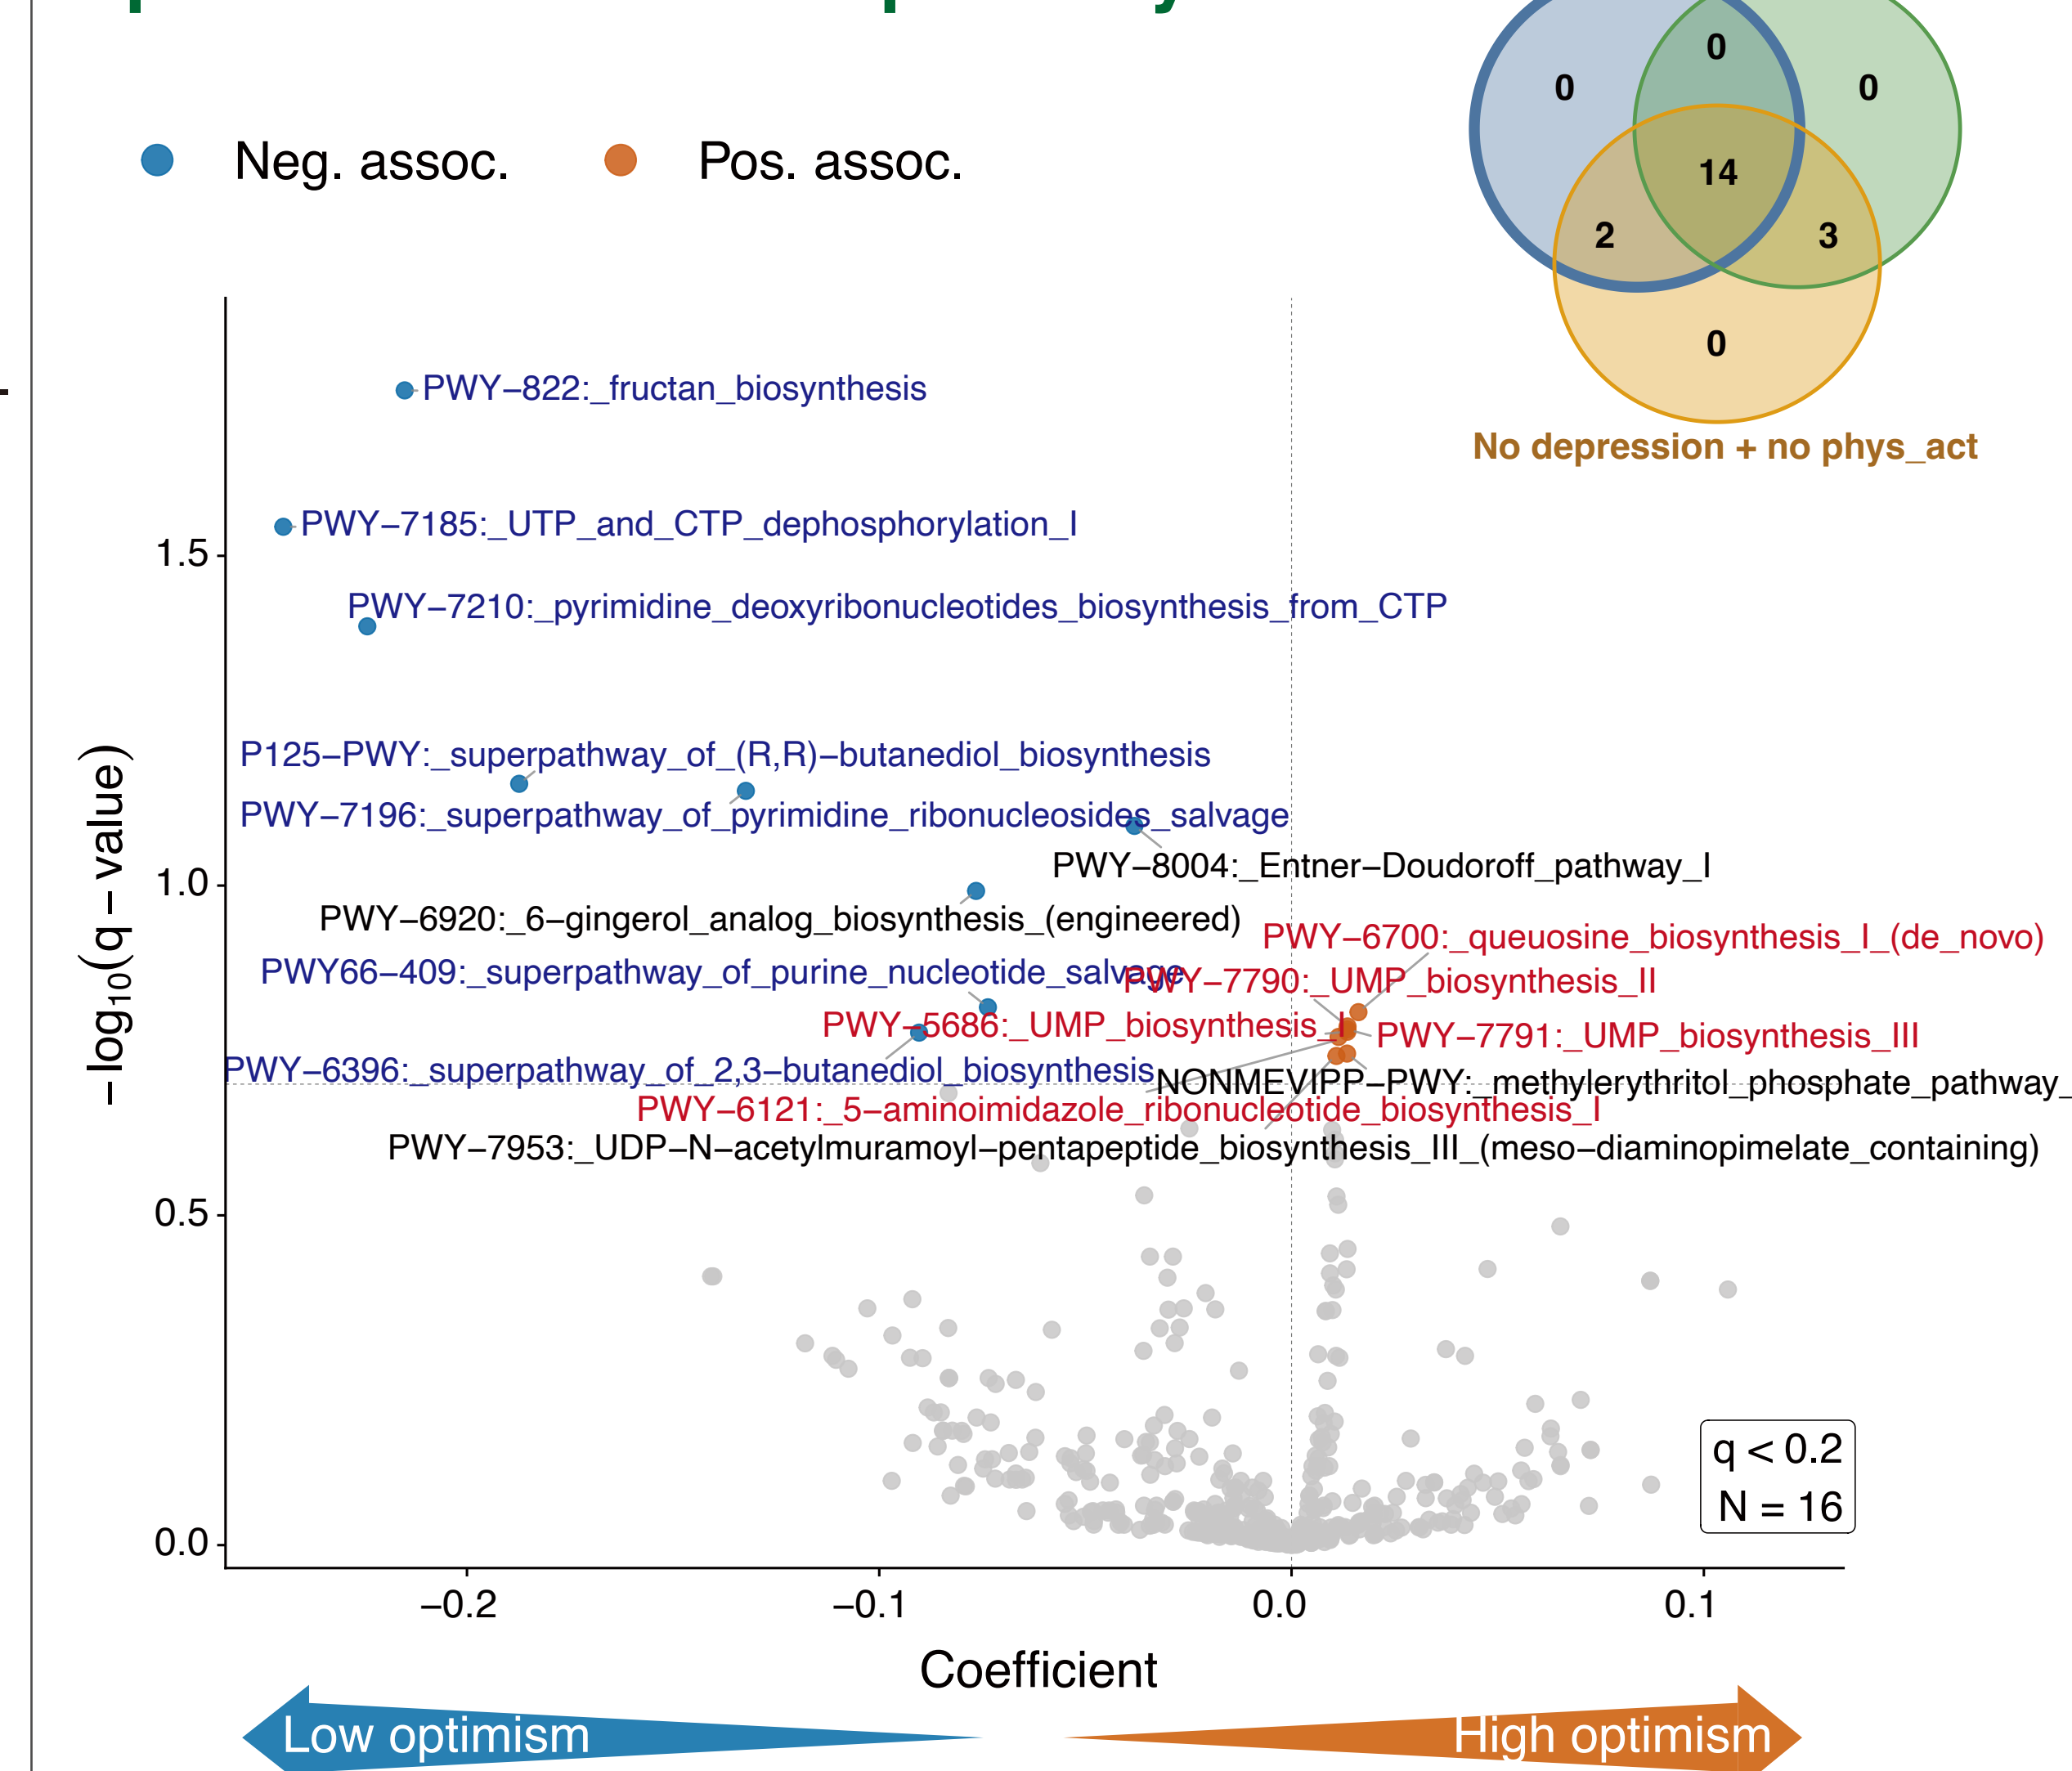 Neg. assoc.
Pos. assoc.
0
0
0
14
2
3
0
No depression + no phys_act
PWY−822:_fructan_biosynthesis
PWY−7185:_UTP_and_CTP_dephosphorylation_I
1.5
PWY−7210:_pyrimidine_deoxyribonucleotides_biosynthesis_from_CTP
P125−PWY:_superpathway_of_(R,R)−butanediol_biosynthesis
PWY−7196:_superpathway_of_pyrimidine_ribonucleosides_salvage
PWY−8004:_Entner−Doudoroff_pathway_I
1.0
PWY−6920:_6−gingerol_analog_biosynthesis_(engineered)
PWY−6700:_queuosine_biosynthesis_I_(de_novo)
PWY66−409:_superpathway_of_purine_nucleotide_salvage
PWY−7790:_UMP_biosynthesis_II
PWY−5686:_UMP_biosynthesis_I
PWY−7791:_UMP_biosynthesis_III
PWY−6396:_superpathway_of_2,3−butanediol_biosynthesis
NONMEVIPP−PWY:_methylerythritol_phosphate_pathway_
PWY−6121:_5−aminoimidazole_ribonucleotide_biosynthesis_I
PWY−7953:_UDP−N−acetylmuramoyl−pentapeptide_biosynthesis_III_(meso−diaminopimelate_containing)
0.5
0.0
−log10(q − value)
q < 0.2
N = 16
−0.2
−0.1
0.0
0.1
Coefficient
Low optimism
High optimism